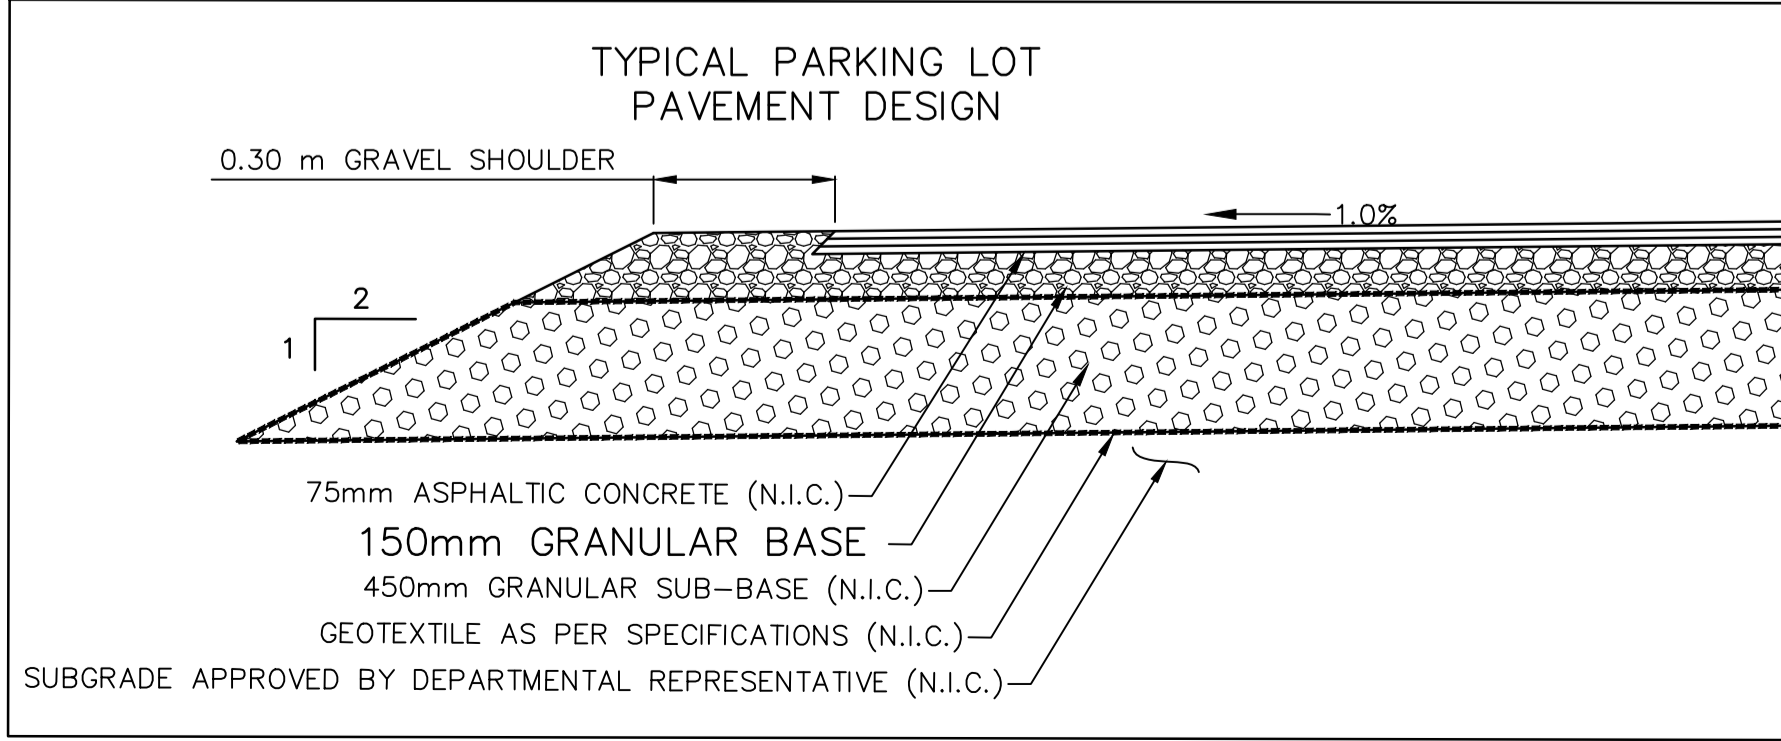 TYPICAL PARKING LOT
PAVEMENT DESIGN
0.30 m GRAVEL SHOULDER
1.0%
2
1
75mm ASPHALTIC CONCRETE (N.I.C.)
150mm GRANULAR BASE
450mm GRANULAR SUB-BASE (N.I.C.)
GEOTEXTILE AS PER SPECIFICATIONS (N.I.C.)
SUBGRADE APPROVED BY DEPARTMENTAL REPRESENTATIVE (N.I.C.)